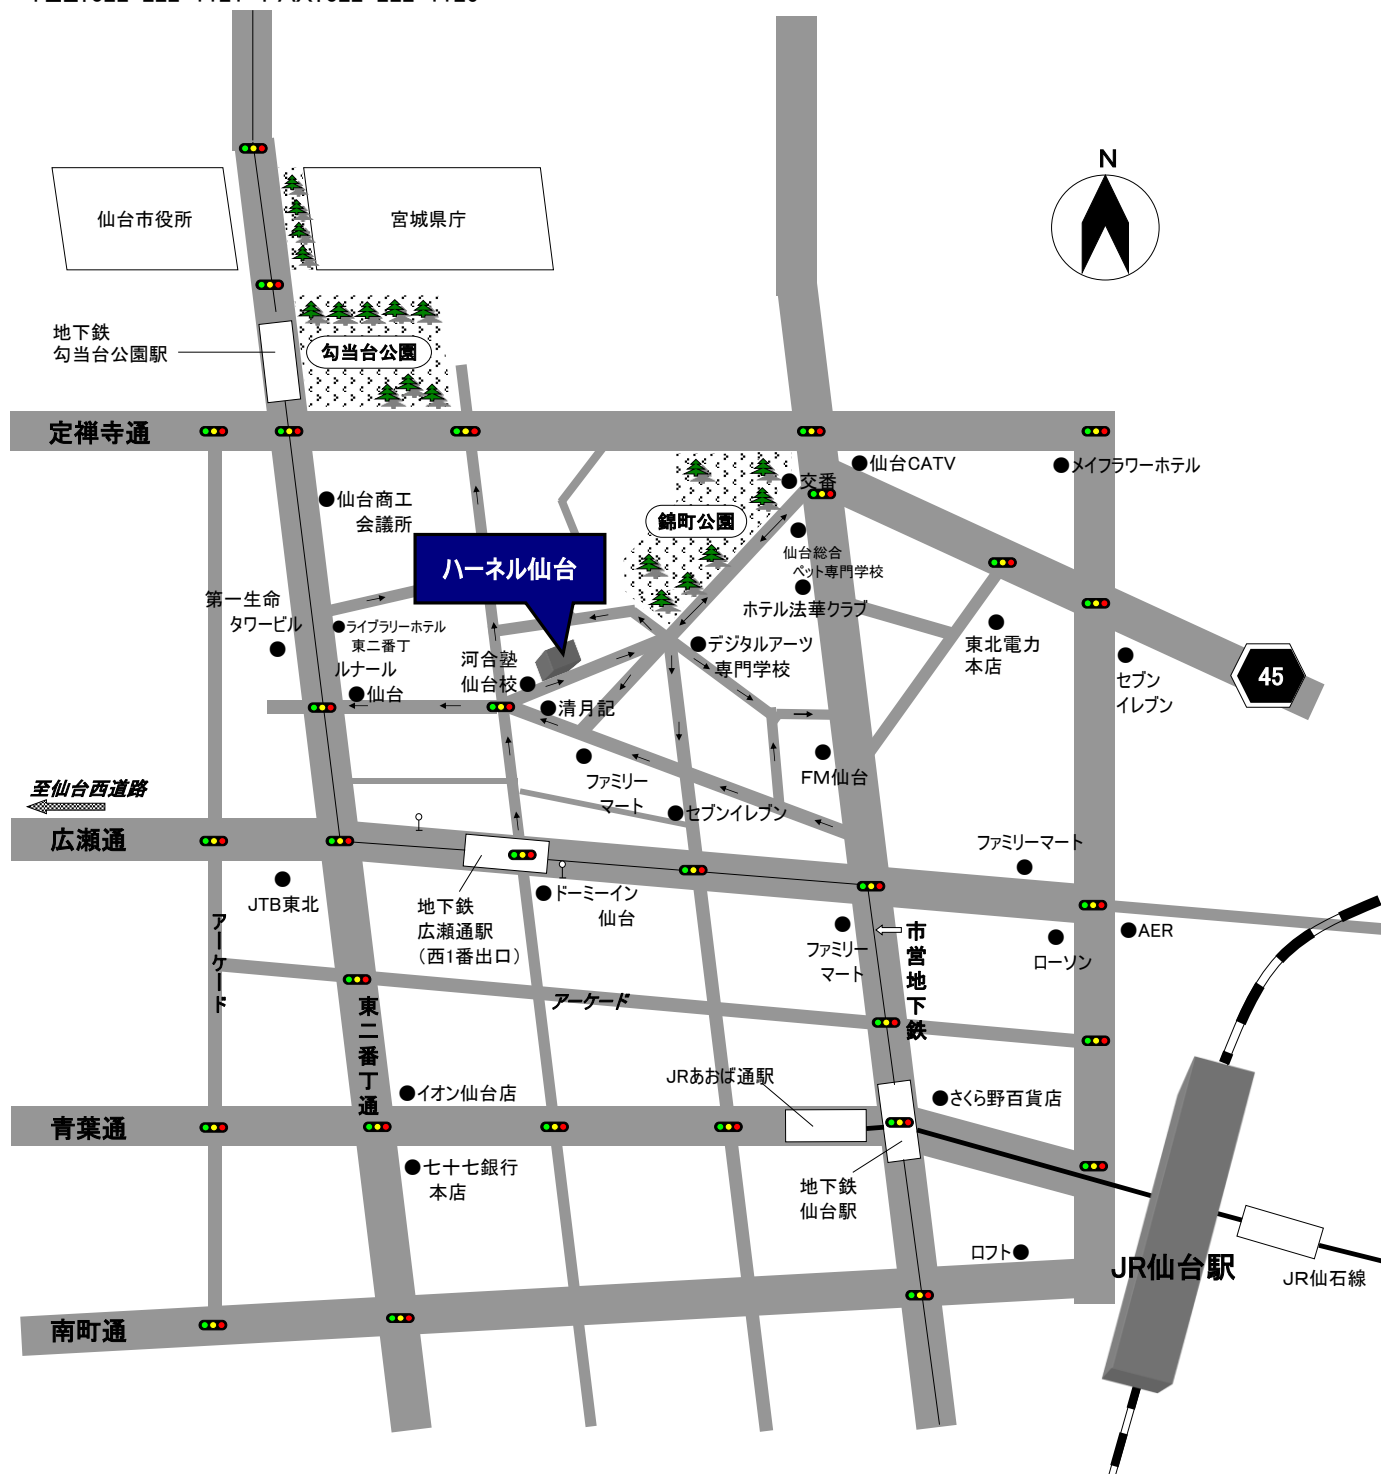 N
仙台市役所
宮城県庁
地下鉄
勾当台公園駅
勾当台公園
定禅寺通
仙台CATV
メイフラワーホテル
交番
仙台商工
会議所
錦町公園
仙台総合
ペット専門学校
ハーネル仙台
ホテル法華クラブ
第一生命
タワービル
ライブラリーホテル
東二番丁
東北電力
本店
デジタルアーツ
専門学校
ルナール
仙台
河合塾
仙台校
清月記
セブン
イレブン
45
FM仙台
ファミリー
マート
至仙台西道路
セブンイレブン
広瀬通
ファミリーマート
JTB東北
地下鉄
広瀬通駅
(西1番出口)
ドーミーイン
仙台
アーケード
ファミリー
マート
市営地下鉄
ローソン
AER
東二番丁通
アーケード
JRあおば通駅
イオン仙台店
さくら野百貨店
青葉通
七十七銀行
本店
地下鉄
仙台駅
ロフト
JR仙台駅
JR仙石線
南町通